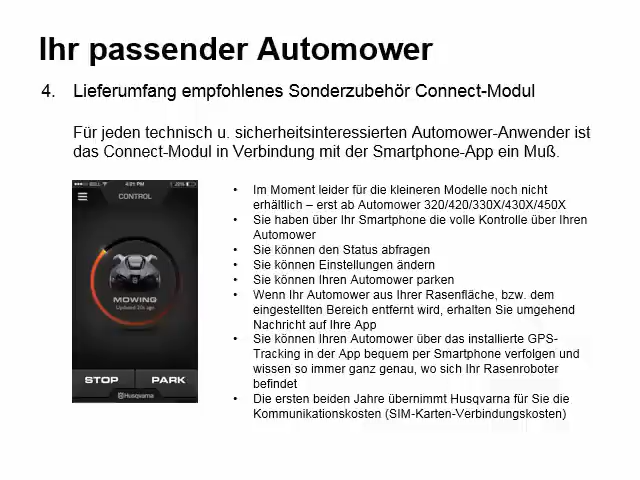 Ihr passender Automower
4. Lieferumfang empfohlenes Sonderzubehör Connect-Modul
Für jeden technisch u. sicherheitsinteressierten Automower-Anwender ist
das Connect-Modul in Verbindung mit der Smartphone-App ein Muß.
4:21 PM
CONTROL
MOWING
Updated 20s ago
STOP PARK
Husqvarna
• Im Moment leider für die kleineren Modelle noch nicht
erhältlich – erst ab Automower 320/420/330X/430X/450X
• Sie haben über Ihr Smartphone die volle Kontrolle über Ihren
Automower
• Sie können den Status abfragen
• Sie können Einstellungen ändern
• Sie können Ihren Automower parken
• Wenn Ihr Automower aus Ihrer Rasenfläche, bzw. dem
eingestellten Bereich entfernt wird, erhalten Sie umgehend
Nachricht auf Ihre App
• Sie können Ihren Automower über das installierte GPS-
Tracking in der App bequem per Smartphone verfolgen und
wissen so immer ganz genau, wo sich Ihr Rasenroboter
befindet
• Die ersten beiden Jahre übernimmt Husqvarna für Sie die
Kommunikationskosten (SIM-Karten-Verbindungskosten)